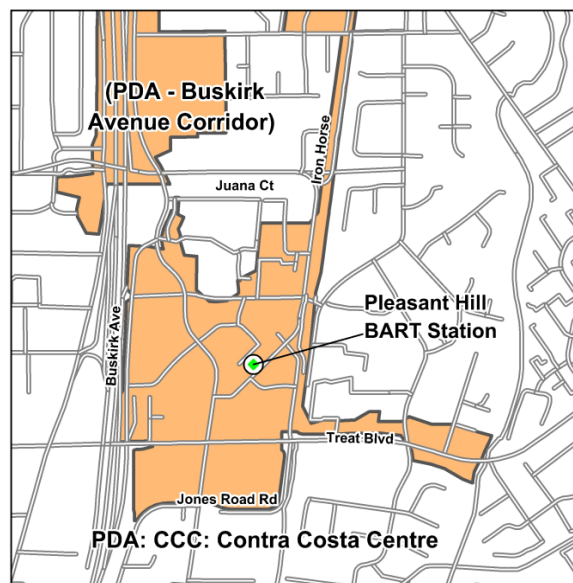 (PDA - Buskirk
Avenue Corridor)
Iron Horse
Juana Ct
Pleasant Hill
BART Station
Buskirk Ave
Treat Blvd
Jones Road Rd
PDA: CCC: Contra Costa Centre